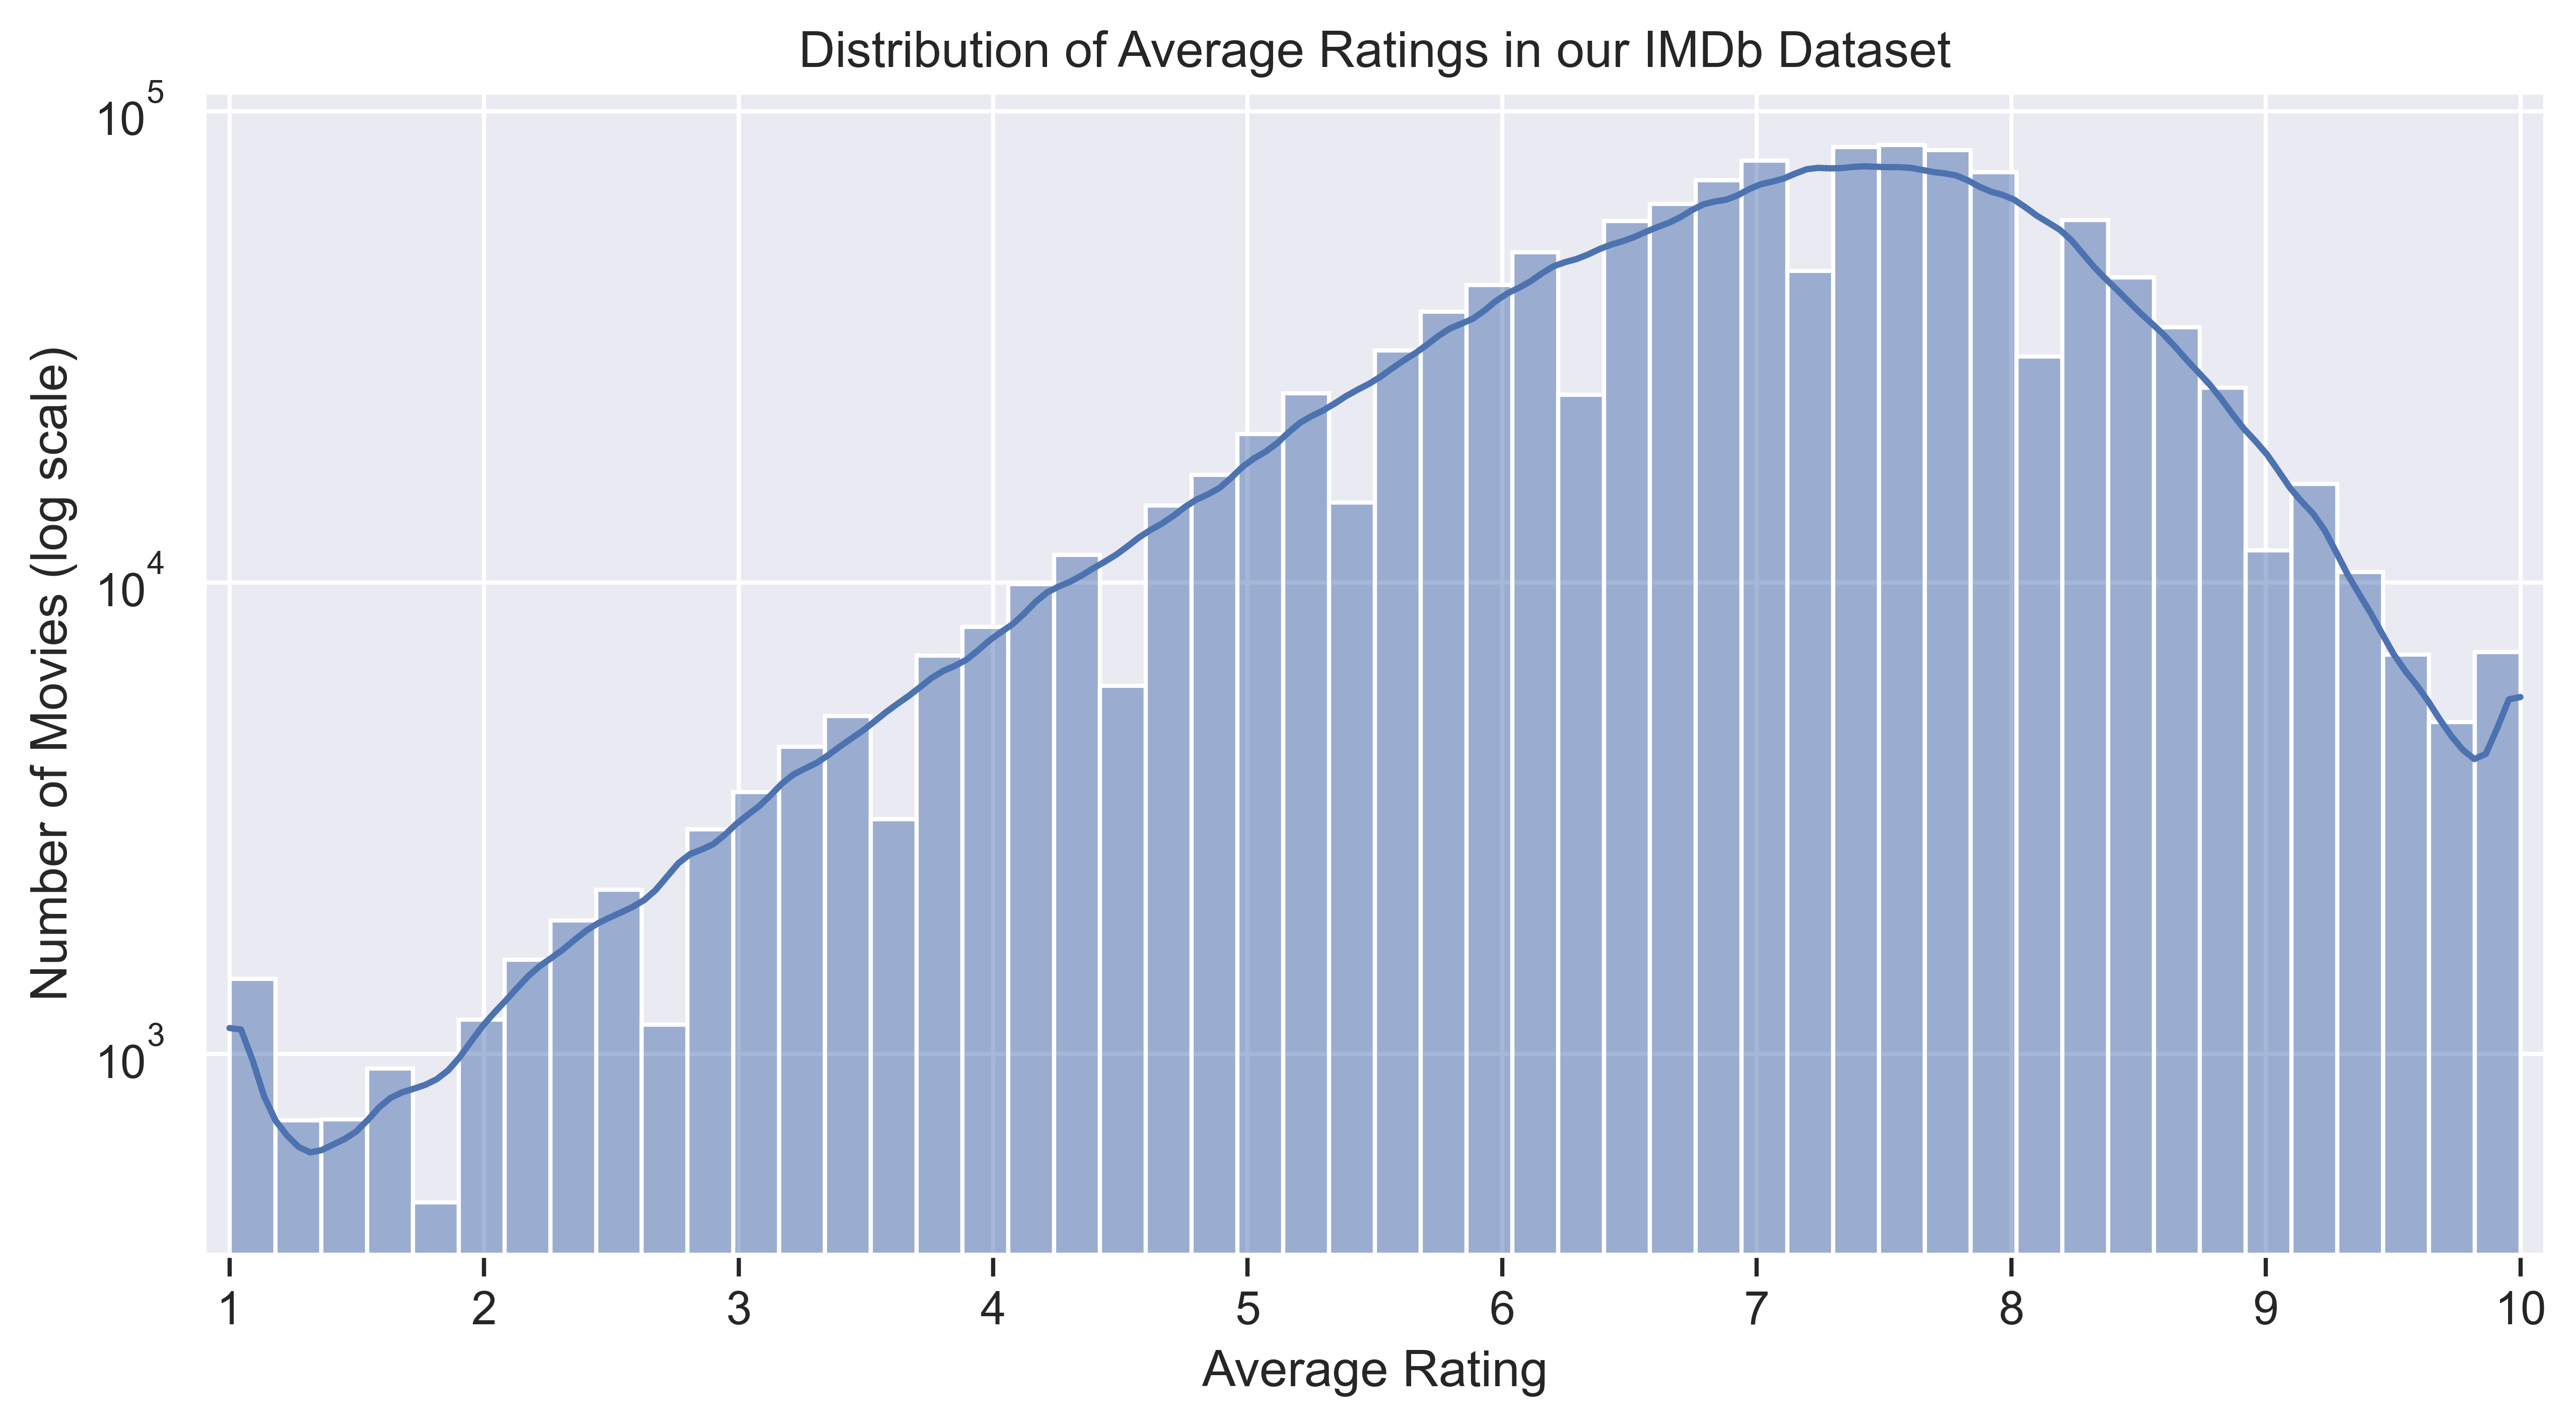 Distribution of Average Ratings in our IMDb Dataset
10^5
10^4
10^3
Number of Movies (log scale)
1 2 3 4 5 6 7 8 9 10
Average Rating